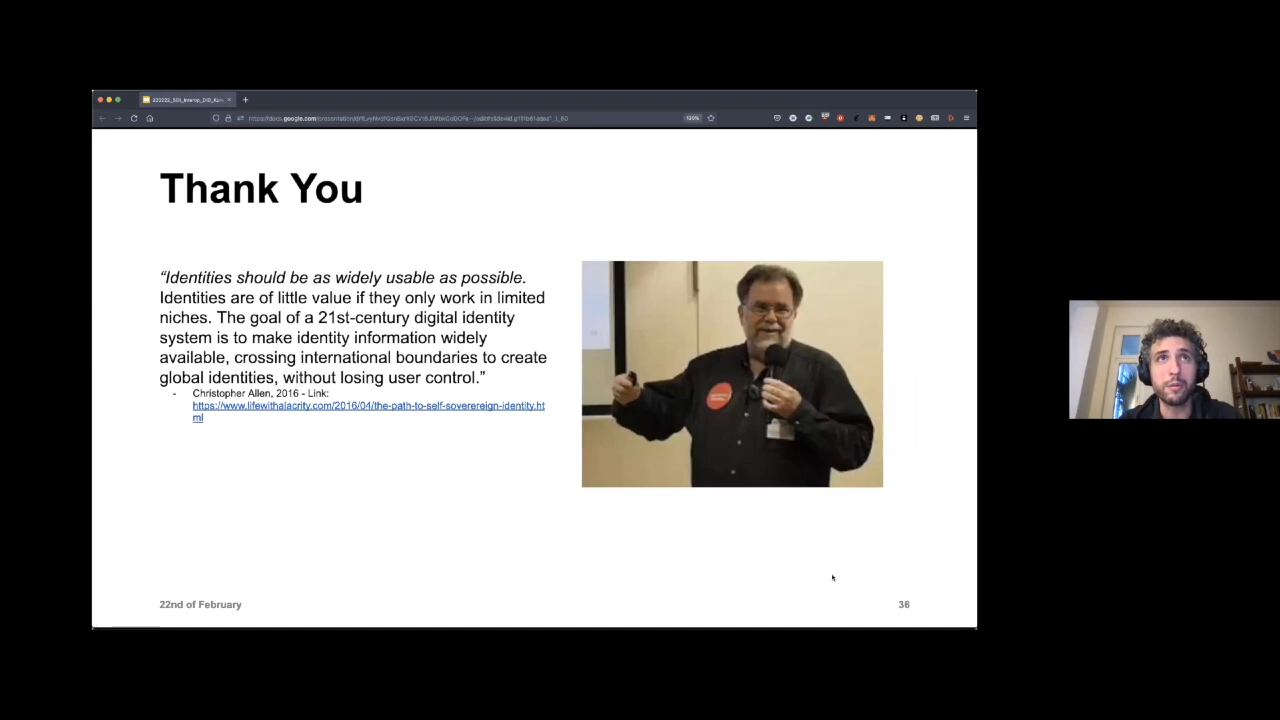 120%
Thank You
“Identities should be as widely usable as possible.
Identities are of little value if they only work in limited
niches. The goal of a 21st-century digital identity
system is to make identity information widely
available, crossing international boundaries to create
global identities, without losing user control.”
- Christopher Allen, 2016 - Link:
https://www.lifewithalacrity.com/2016/04/the-path-to-self-soverereign-identity.ht
ml
22nd of February
36